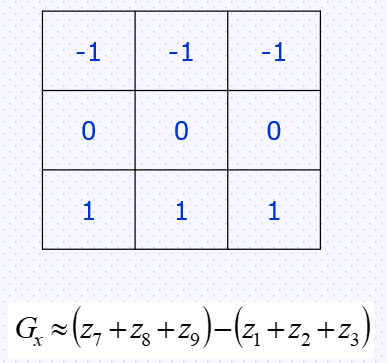 -1 -1 -1
0 0 0
1 1 1
Gₓ ≈ (z₇ + z₈ + z₉) − (z₁ + z₂ + z₃)